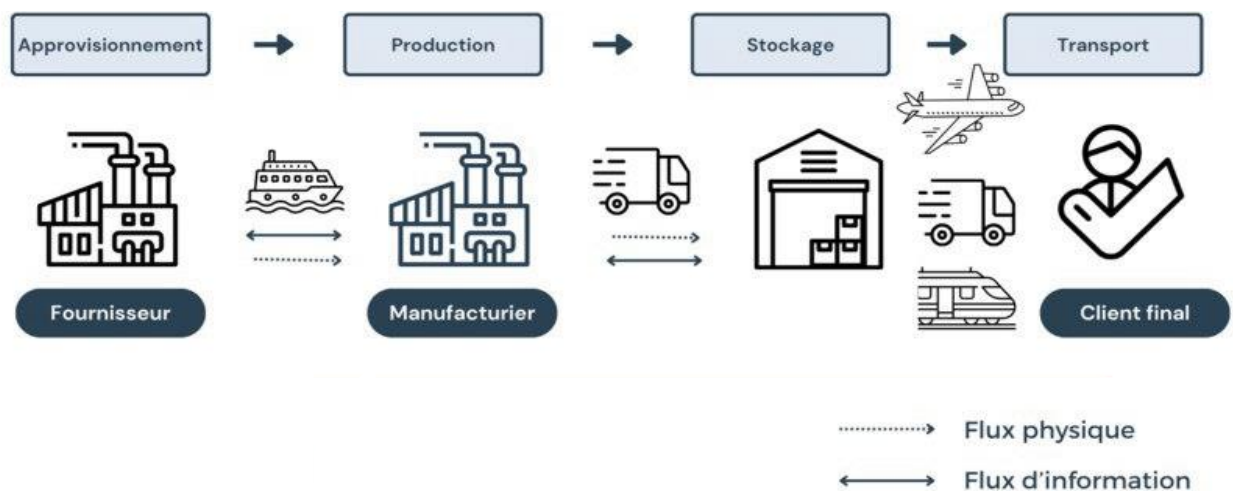 Approvisionnement
Production
Stockage
Transport
Fournisseur
Manufacturier
Client final
Flux physique
Flux d'information